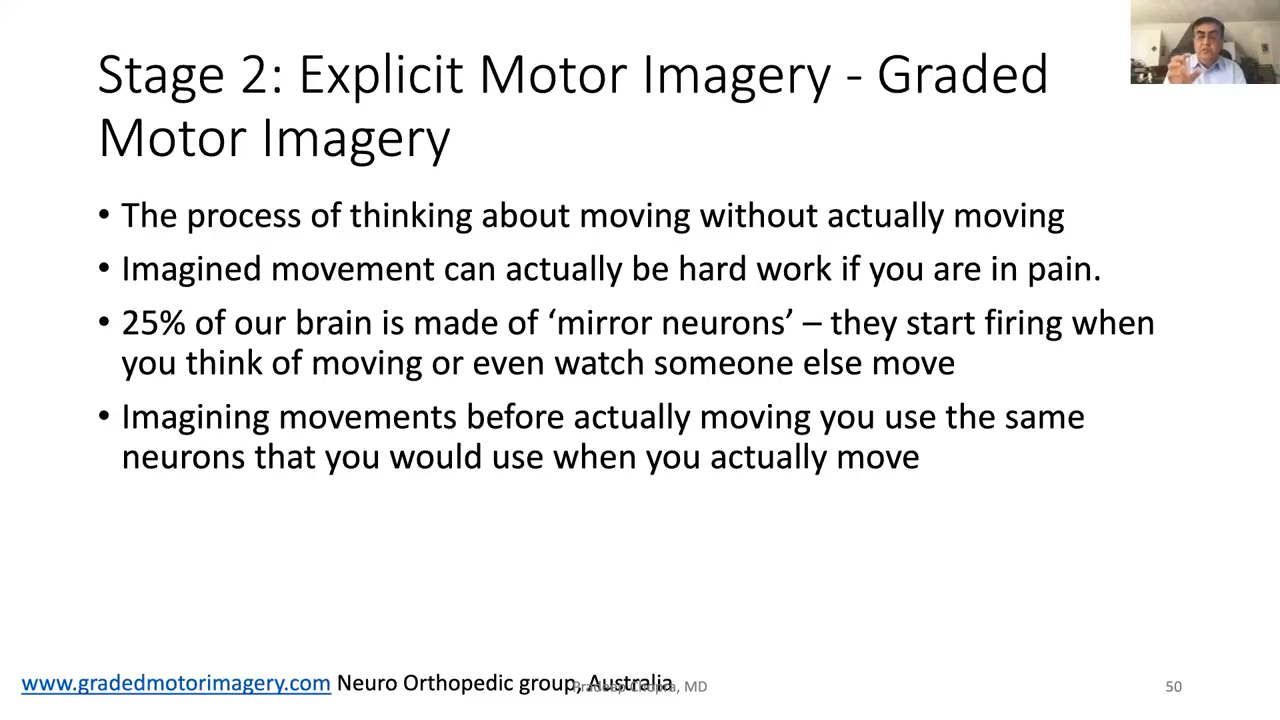 Stage 2: Explicit Motor Imagery - Graded
Motor Imagery
• The process of thinking about moving without actually moving
• Imagined movement can actually be hard work if you are in pain.
• 25% of our brain is made of ‘mirror neurons’ – they start firing when
you think of moving or even watch someone else move
• Imagining movements before actually moving you use the same
neurons that you would use when you actually move
www.gradedmotorimagery.com Neuro Orthopedic group, Australia
Pradeep Chopra, MD
50